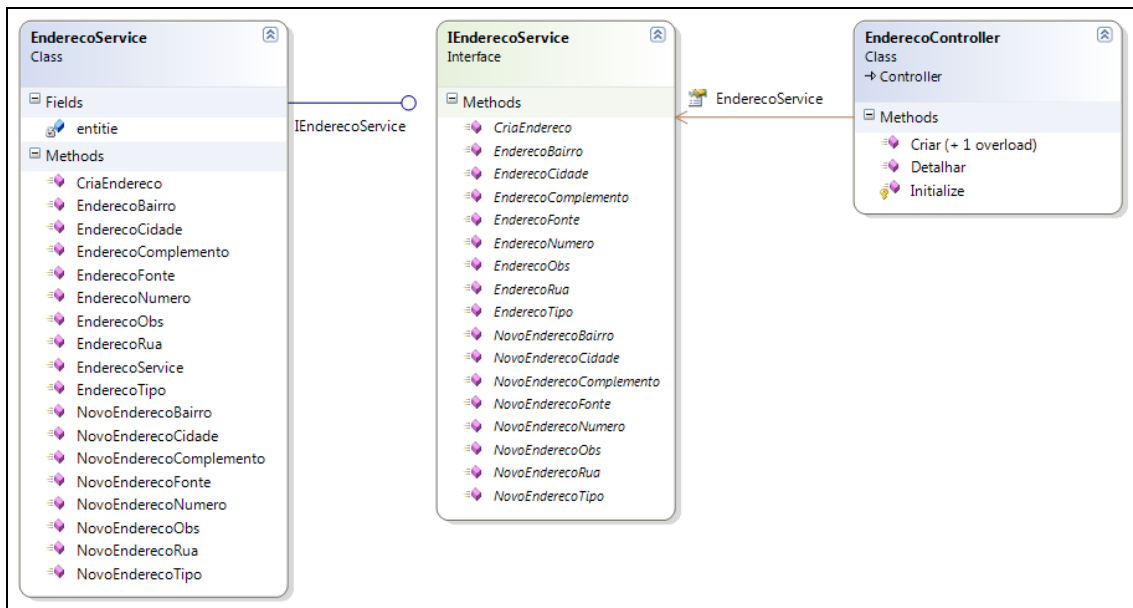 EnderecoService
Class
Fields
entitie
Methods
CriaEndereco
EnderecoBairro
EnderecoCidade
EnderecoComplemento
EnderecoFonte
EnderecoNumero
EnderecoObs
EnderecoRua
EnderecoService
EnderecoTipo
NovoEnderecoBairro
NovoEnderecoCidade
NovoEnderecoComplemento
NovoEnderecoFonte
NovoEnderecoNumero
NovoEnderecoObs
NovoEnderecoRua
NovoEnderecoTipo
IEnderecoService
IEnderecoService
Interface
Methods
CriaEndereco
EnderecoBairro
EnderecoCidade
EnderecoComplemento
EnderecoFonte
EnderecoNumero
EnderecoObs
EnderecoRua
EnderecoTipo
NovoEnderecoBairro
NovoEnderecoCidade
NovoEnderecoComplemento
NovoEnderecoFonte
NovoEnderecoNumero
NovoEnderecoObs
NovoEnderecoRua
NovoEnderecoTipo
EnderecoService
EnderecoController
Class
Controller
Methods
Criar (+ 1 overload)
Detalhar
Initialize